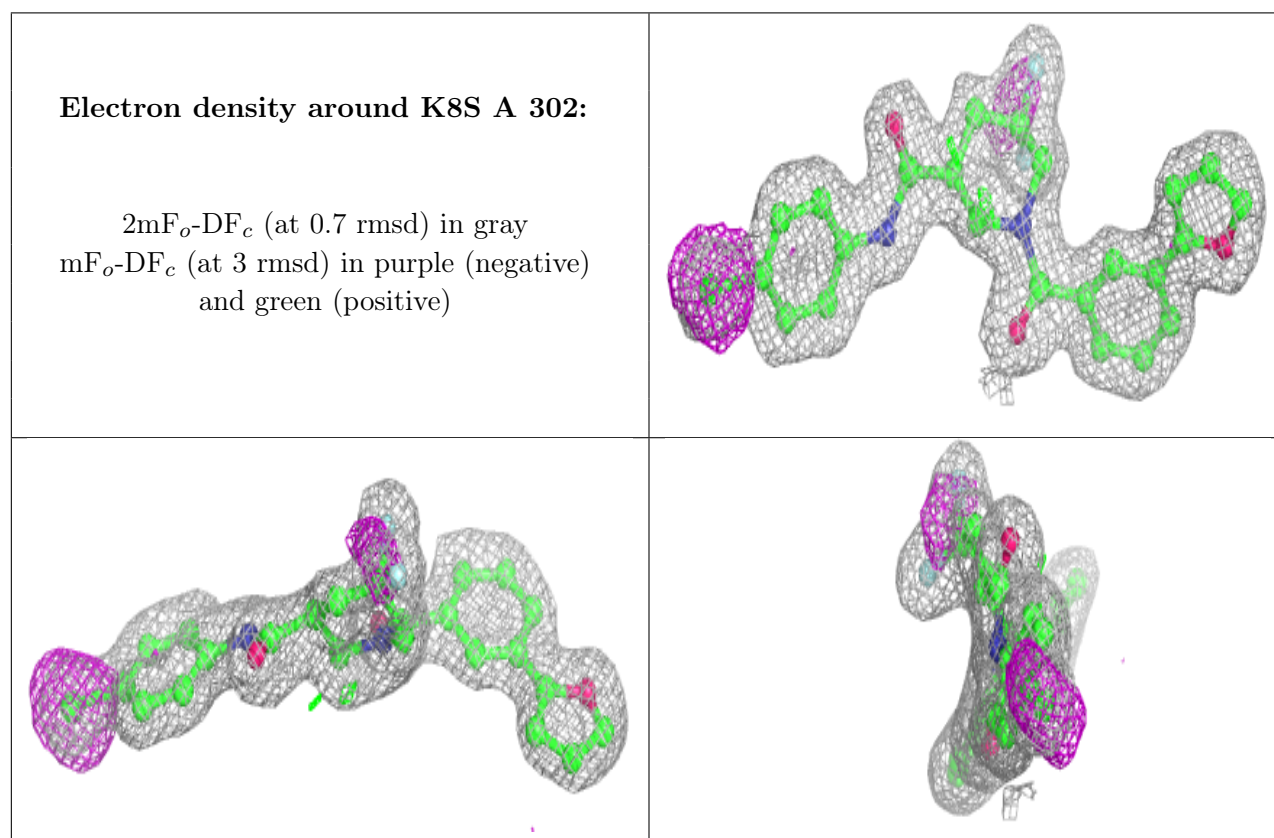 Electron density around K8S A 302:
2mFo-DFc (at 0.7 rmsd) in gray
mFo-DFc (at 3 rmsd) in purple (negative)
and green (positive)